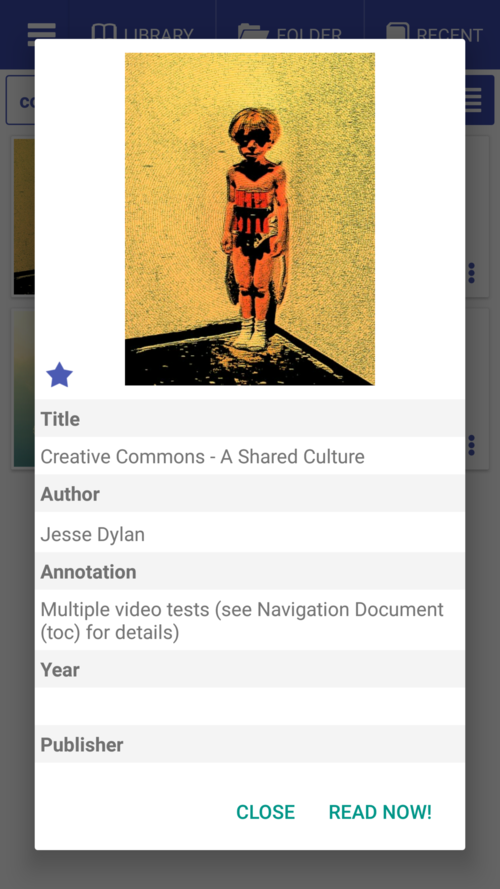 LIBRARY FOLDER RECENT
Title
Creative Commons - A Shared Culture
Author
Jesse Dylan
Annotation
Multiple video tests (see Navigation Document
(toc) for details)
Year
Publisher
CLOSE READ NOW!